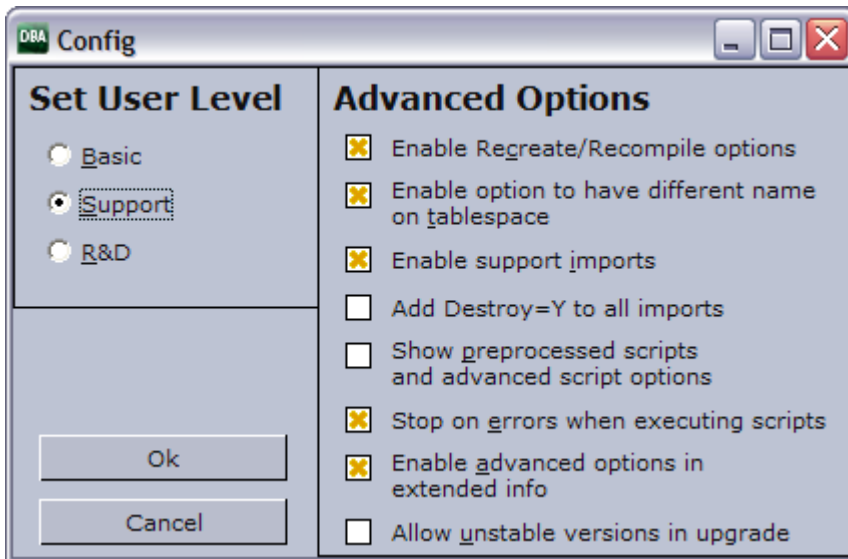 DBA Config
Set User Level
Basic
Support
R&D
Ok
Cancel
Advanced Options
Enable Recreate/Recompile options
Enable option to have different name
on tablespace
Enable support imports
Add Destroy=Y to all imports
Show preprocessed scripts
and advanced script options
Stop on errors when executing scripts
Enable advanced options in
extended info
Allow unstable versions in upgrade